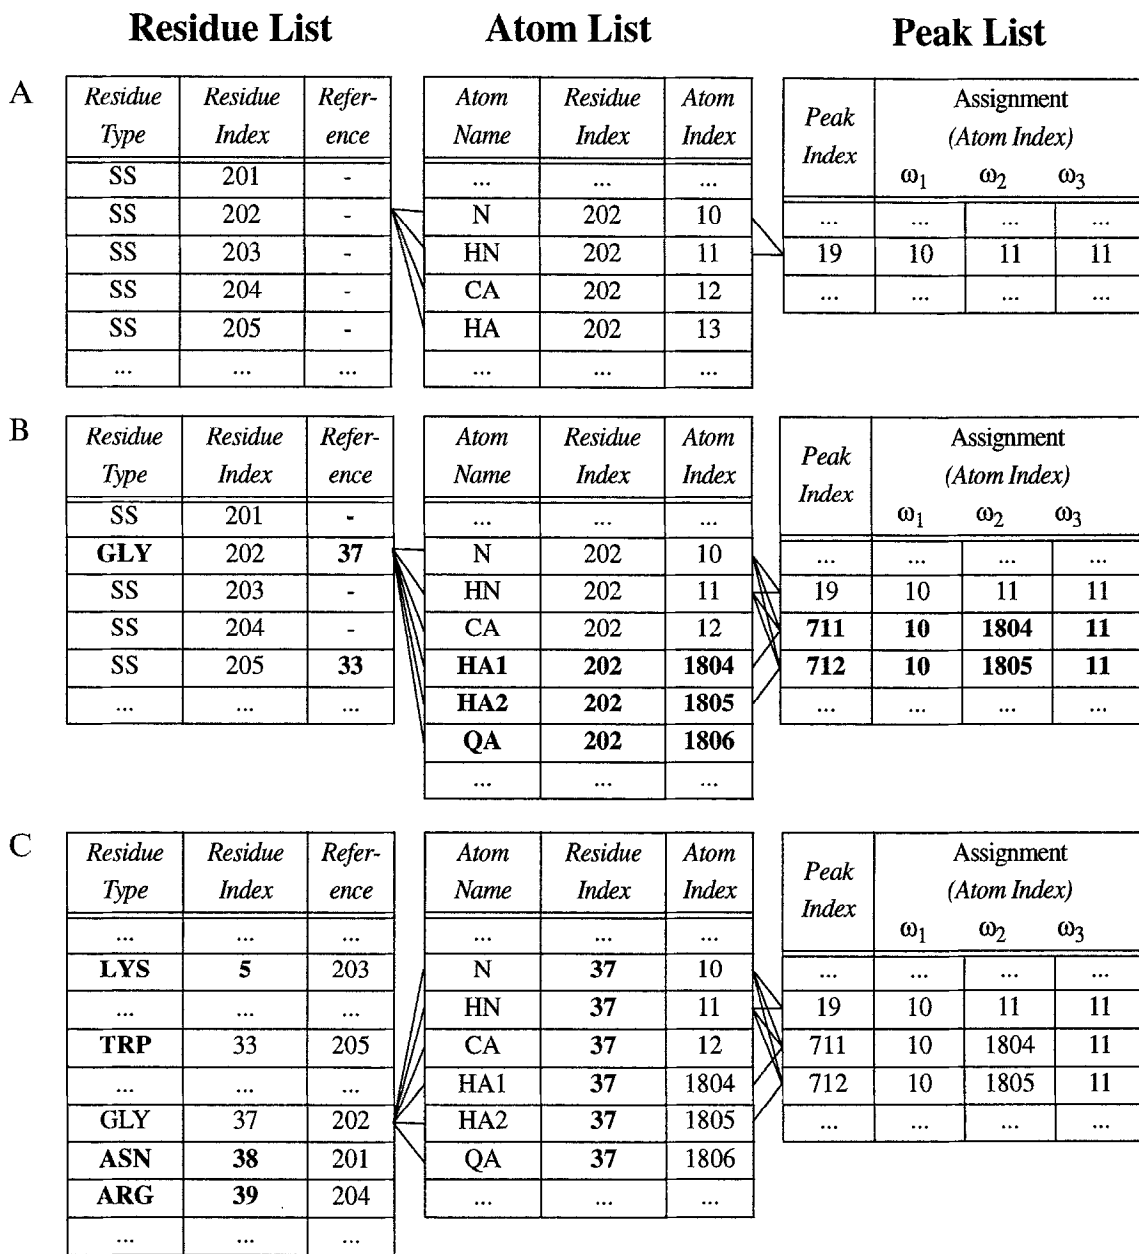 Residue List Atom List Peak List
A
Residue Type Residue Index Refer-ence
SS 201 -
SS 202 -
SS 203 -
SS 204 -
SS 205 -
... ... ...
Atom Name Residue Index Atom Index
... ... ...
N 202 10
HN 202 11
CA 202 12
HA 202 13
... ... ...
Peak Index Assignment (Atom Index)
ω1 ω2 ω3
... ... ... ...
19 10 11 11
... ... ... ...
B
Residue Type Residue Index Refer-ence
SS 201 -
GLY 202 37
SS 203 -
SS 204 -
SS 205 33
... ... ...
Atom Name Residue Index Atom Index
... ... ...
N 202 10
HN 202 11
CA 202 12
HA1 202 1804
HA2 202 1805
QA 202 1806
... ... ...
Peak Index Assignment (Atom Index)
ω1 ω2 ω3
... ... ... ...
19 10 11 11
711 10 1804 11
712 10 1805 11
... ... ... ...
C
Residue Type Residue Index Refer-ence
... ... ...
LYS 5 203
... ... ...
TRP 33 205
... ... ...
GLY 37 202
ASN 38 201
ARG 39 204
... ... ...
Atom Name Residue Index Atom Index
... ... ...
N 37 10
HN 37 11
CA 37 12
HA1 37 1804
HA2 37 1805
QA 37 1806
... ... ...
Peak Index Assignment (Atom Index)
ω1 ω2 ω3
... ... ... ...
19 10 11 11
711 10 1804 11
712 10 1805 11
... ... ... ...